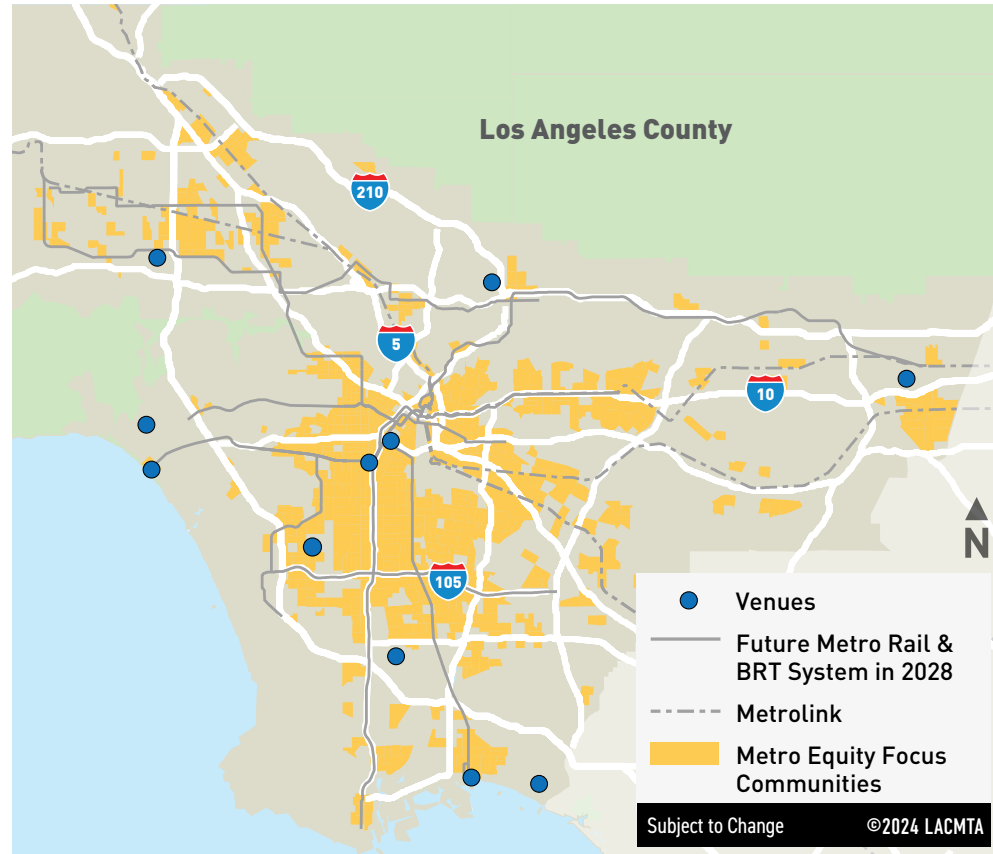 Los Angeles County
210
5
10
105
N
Venues
Future Metro Rail &
BRT System in 2028
Metrolink
Metro Equity Focus
Communities
Subject to Change ©2024 LACMTA